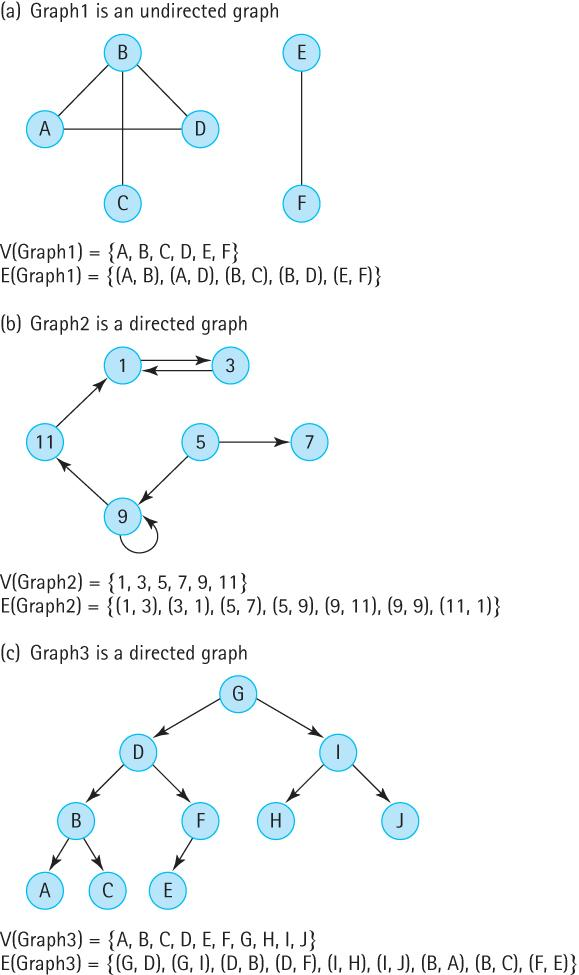 (a) Graph1 is an undirected graph
B E
A D
C F
V(Graph1) = {A, B, C, D, E, F}
E(Graph1) = {(A, B), (A, D), (B, C), (B, D), (E, F)}
(b) Graph2 is a directed graph
1 3
11 5 7
9
V(Graph2) = {1, 3, 5, 7, 9, 11}
E(Graph2) = {(1, 3), (3, 1), (5, 7), (5, 9), (9, 11), (9, 9), (11, 1)}
(c) Graph3 is a directed graph
G
D I
B F H J
A C E
V(Graph3) = {A, B, C, D, E, F, G, H, I, J}
E(Graph3) = {(G, D), (G, I), (D, B), (D, F), (I, H), (I, J), (B, A), (B, C), (F, E)}